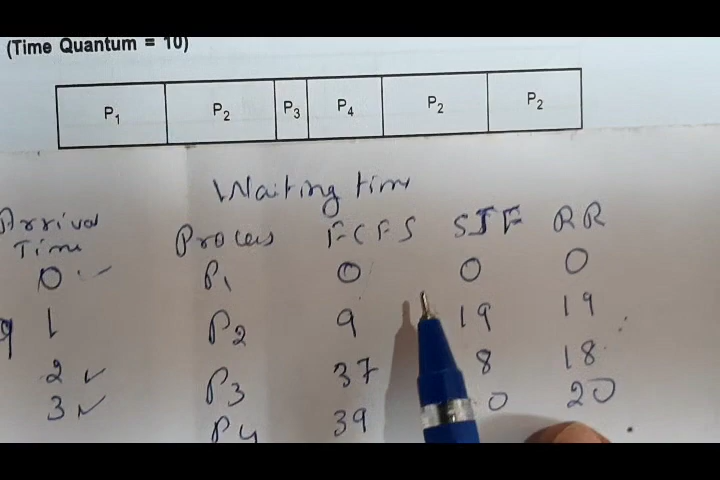 (Time Quantum = 10)
P1 P2 P3 P4 P2 P2
Waiting time
Arrival Time Process FCFS SJF RR
0 P1 0 0 0
1 P2 9 19 19
2 P3 37 8 18
3 P4 39 0 20